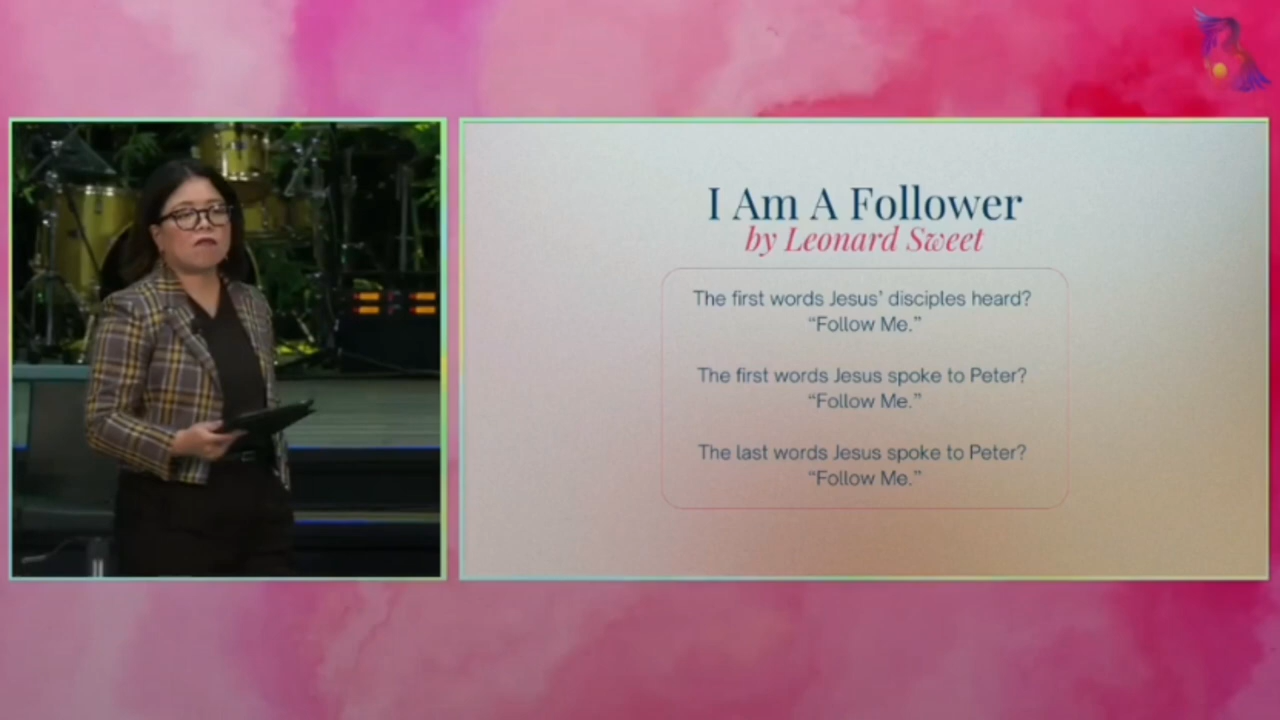 I Am A Follower
by Leonard Sweet
The first words Jesus’ disciples heard?
“Follow Me.”
The first words Jesus spoke to Peter?
“Follow Me.”
The last words Jesus spoke to Peter?
“Follow Me.”